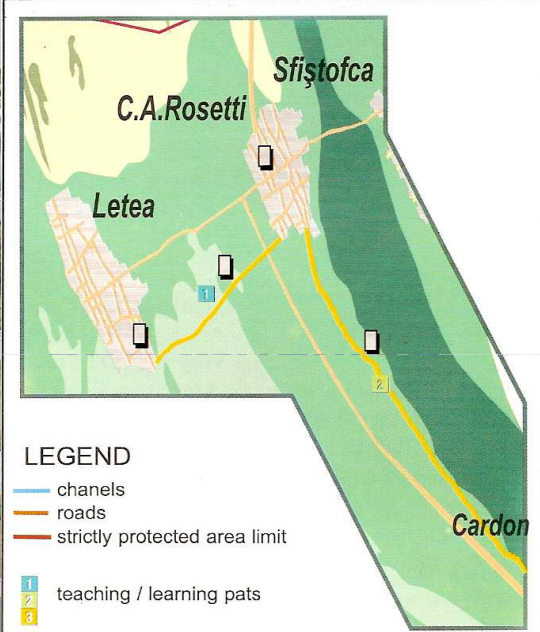 Sfiştofca
C.A.Rosetti
Letea
1
2
Cardon
LEGEND
chanels
roads
strictly protected area limit
1
2
3
teaching / learning pats